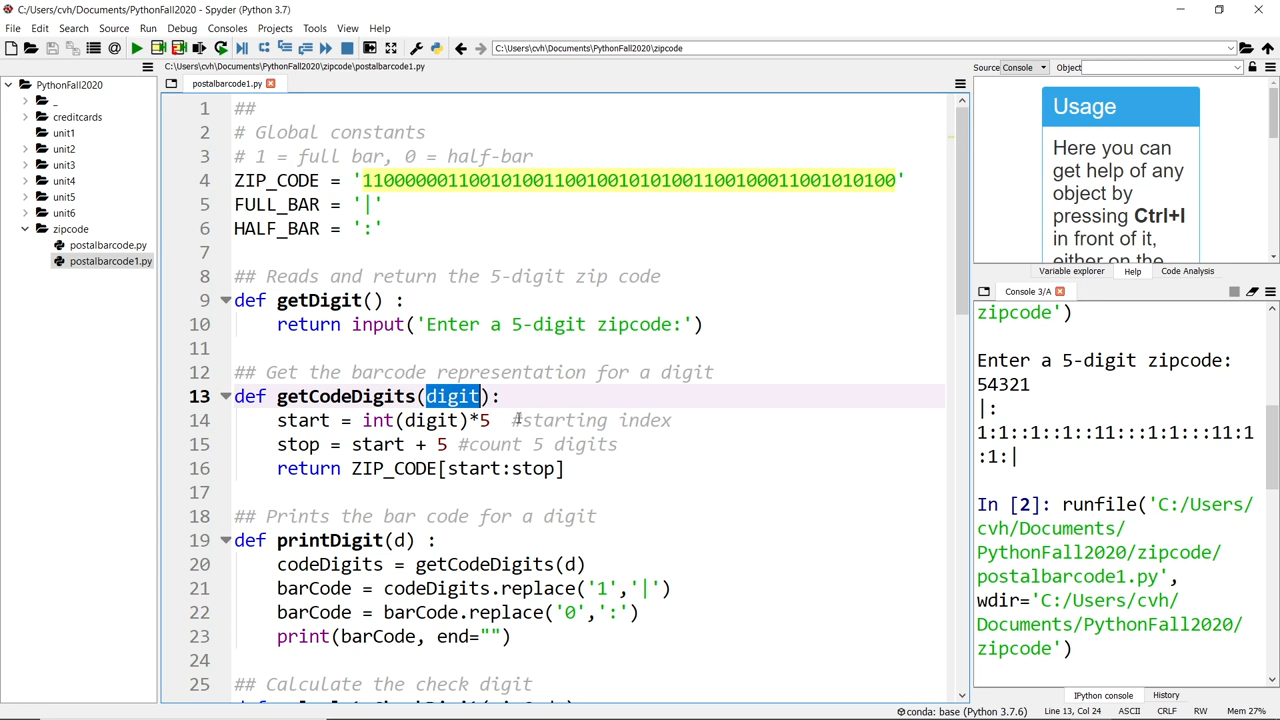 C:/Users/cvh/Documents/PythonFall2020 - Spyder (Python 3.7)
File Edit Search Source Run Debug Consoles Projects Tools View Help
C:\Users\cvh\Documents\PythonFall2020\zipcode
C:\Users\cvh\Documents\PythonFall2020\zipcode\postalbarcode1.py
PythonFall2020
_
creditcards
unit1
unit2
unit3
unit4
unit5
unit6
zipcode
postalbarcode.py
postalbarcode1.py
postalbarcode1.py
1 ##
2 # Global constants
3 # 1 = full bar, 0 = half-bar
4 ZIP_CODE = '11000000110010100110010010101001100100011001010100'
5 FULL_BAR = '|'
6 HALF_BAR = ':'
7
8 ## Reads and return the 5-digit zip code
9 def getDigit() :
10 return input('Enter a 5-digit zipcode:')
11
12 ## Get the barcode representation for a digit
13 def getCodeDigits(digit):
14 start = int(digit)*5 #starting index
15 stop = start + 5 #count 5 digits
16 return ZIP_CODE[start:stop]
17
18 ## Prints the bar code for a digit
19 def printDigit(d) :
20 codeDigits = getCodeDigits(d)
21 barCode = codeDigits.replace('1','|')
22 barCode = barCode.replace('0',':')
23 print(barCode, end="")
24
25 ## Calculate the check digit
Source Console Object
Usage
Here you can
get help of any
object by
pressing Ctrl+I
in front of it,
either on the
Variable explorer Help Code Analysis
Console 3/A
zipcode')
Enter a 5-digit zipcode:
54321
|:
1:1::1::1::11:::1:1:::11:1
:1:|
In [2]: runfile('C:/Users/
cvh/Documents/
PythonFall2020/zipcode/
postalbarcode1.py',
wdir='C:/Users/cvh/
Documents/PythonFall2020/
zipcode')
IPython console History
conda: base (Python 3.7.6) Line 13, Col 24 ASCII CRLF RW Mem 27%